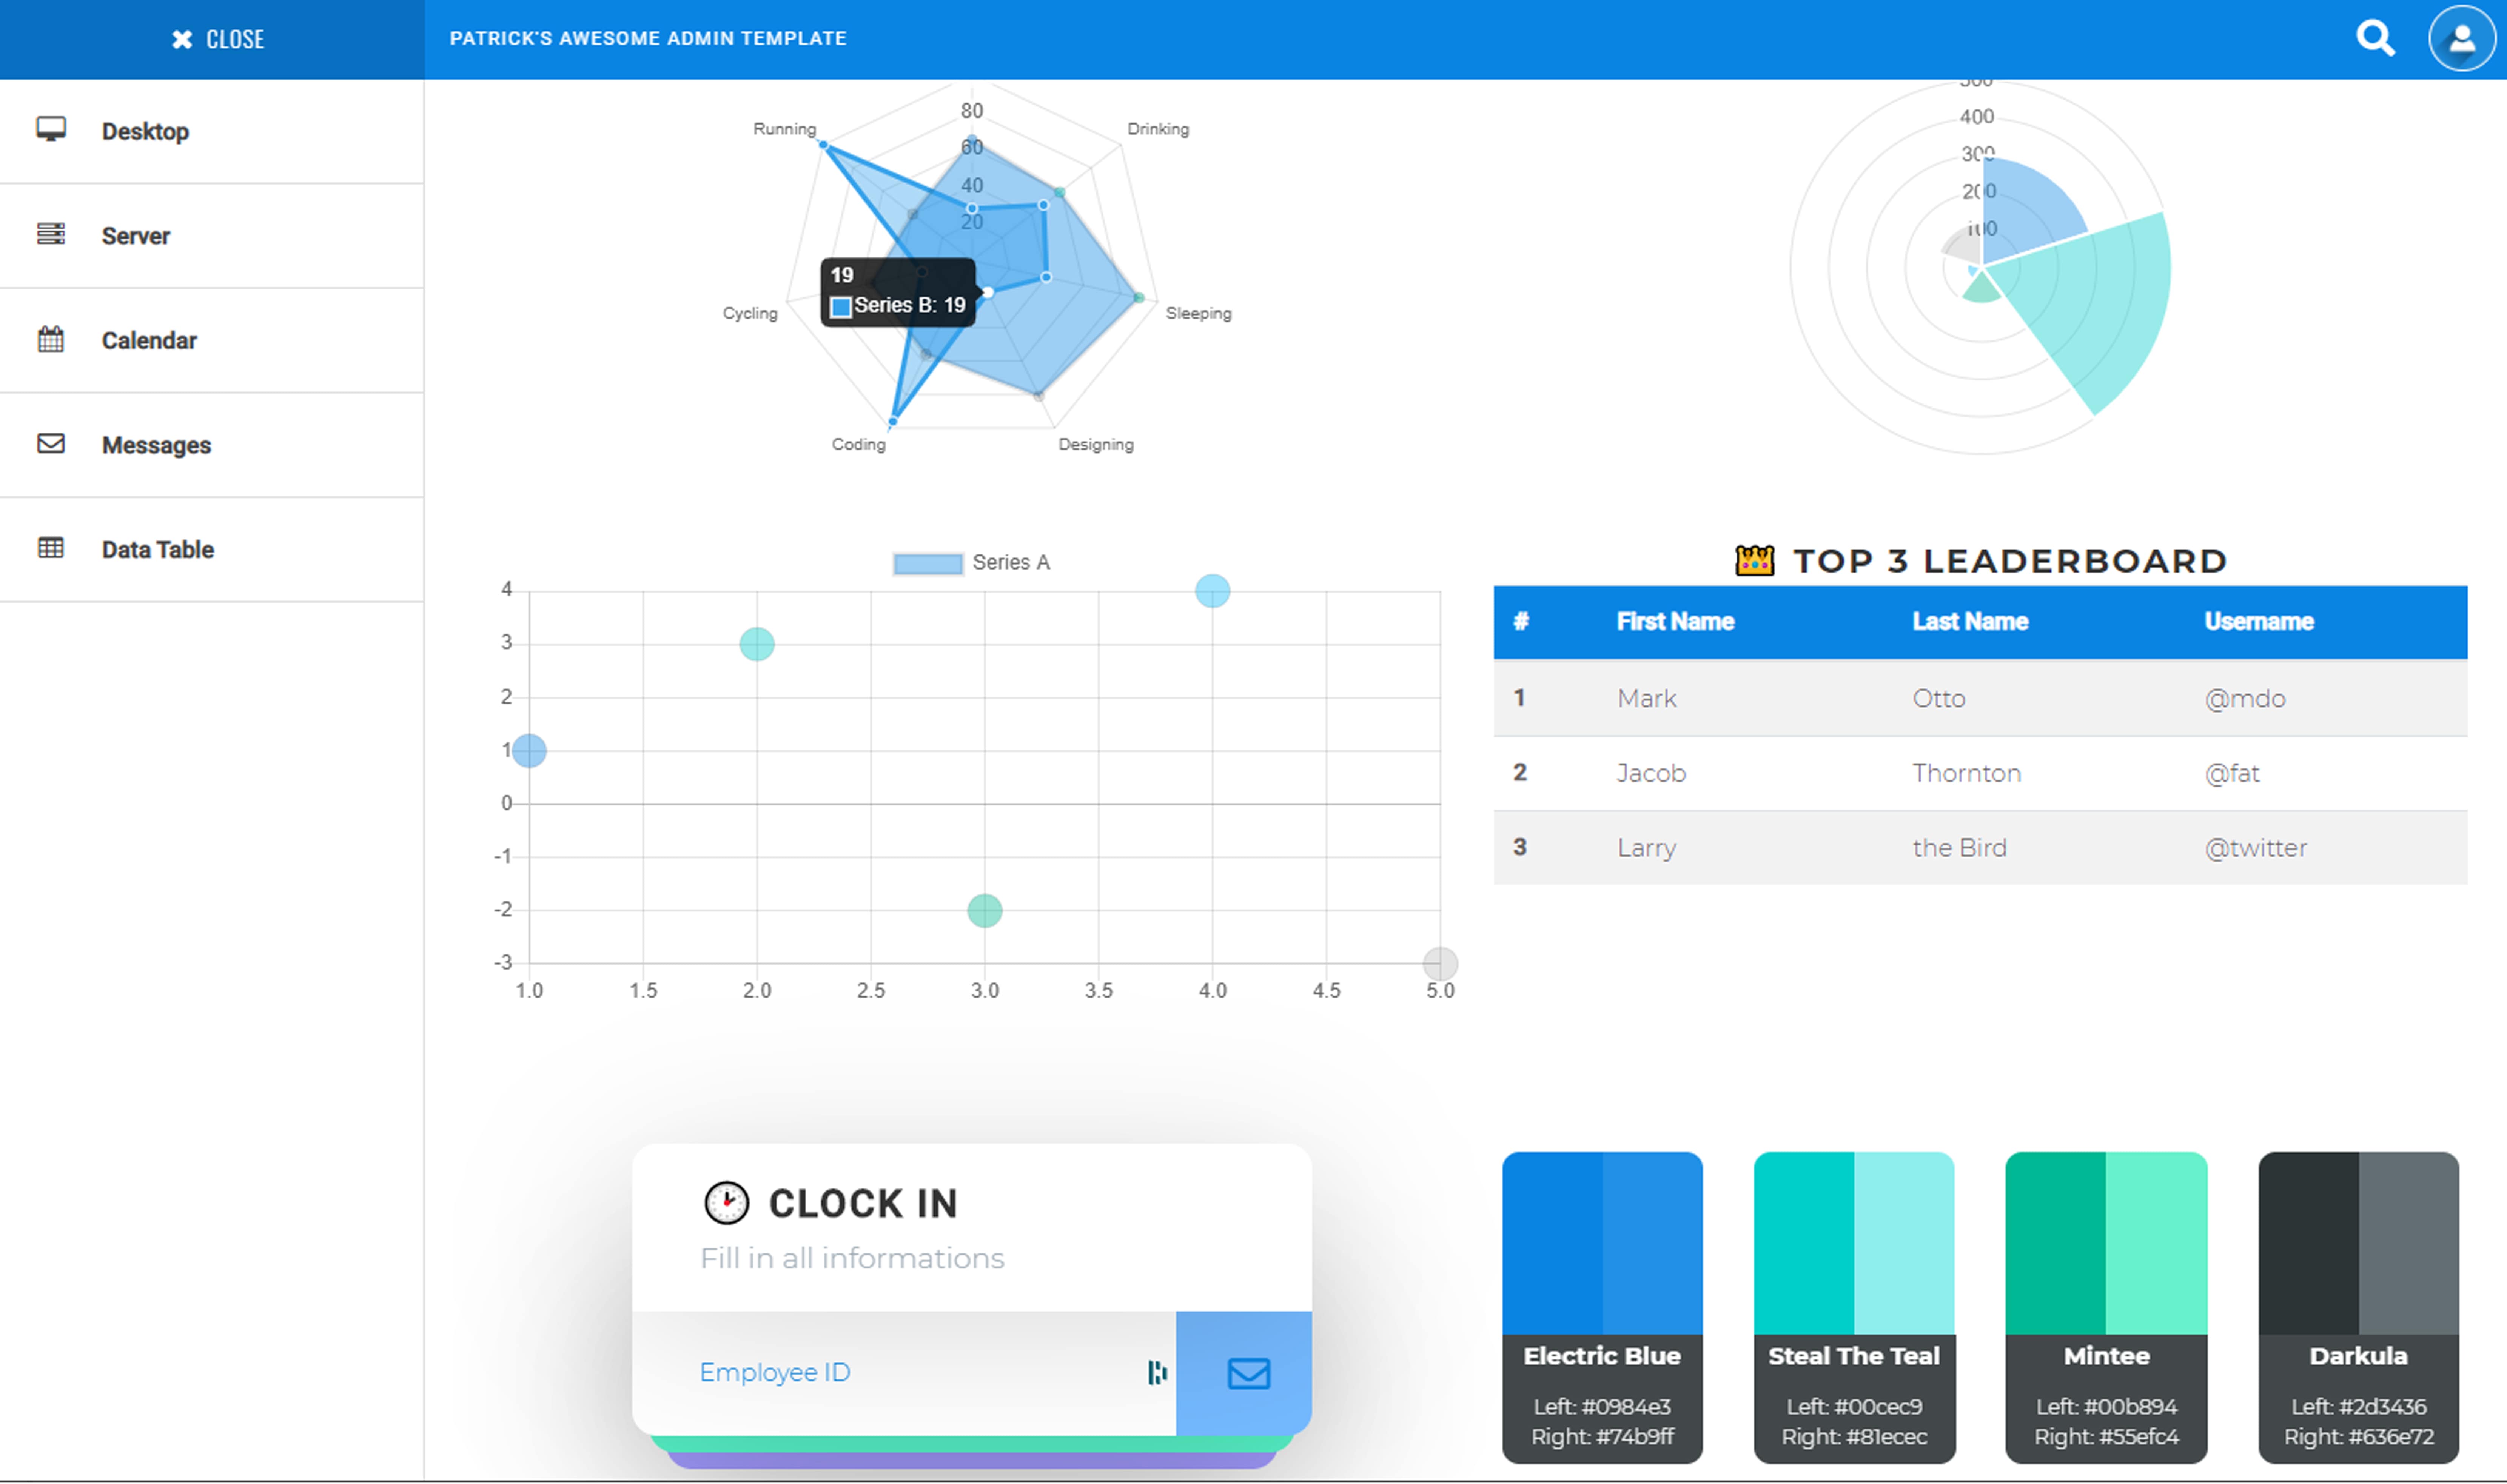 CLOSE
PATRICK'S AWESOME ADMIN TEMPLATE
Desktop
Server
Calendar
Messages
Data Table
80
60
40
20
Running
Drinking
Cycling
Sleeping
Coding
Designing
19
Series B: 19
500
400
300
200
100
Series A
4
3
2
1
0
-1
-2
-3
1.0 1.5 2.0 2.5 3.0 3.5 4.0 4.5 5.0
TOP 3 LEADERBOARD
# First Name Last Name Username
1 Mark Otto @mdo
2 Jacob Thornton @fat
3 Larry the Bird @twitter
CLOCK IN
Fill in all informations
Employee ID
Electric Blue
Left: #0984e3
Right: #74b9ff
Steal The Teal
Left: #00cec9
Right: #81ecec
Mintee
Left: #00b894
Right: #55efc4
Darkula
Left: #2d3436
Right: #636e72